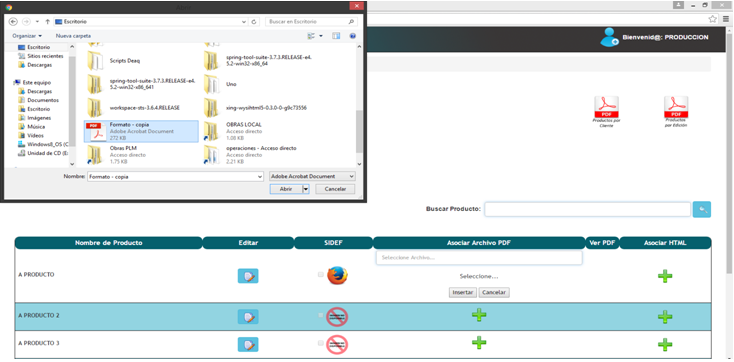 Escritorio
Buscar en Escritorio
Organizar
Nueva carpeta
Escritorio
Sitios recientes
Descargas
Este equipo
Descargas
Documentos
Escritorio
Imágenes
Música
Vídeos
Windows8_OS (C
Unidad de CD (E
Scripts Deaq
spring-tool-suite-3.7.3.RELEASE-e4.
5.2-win32-x86_64
spring-tool-suite-3.7.3.RELEASE-e4.
5.2-win32-x86_641
Uno
workspace-sts-3.6.4.RELEASE
xing-wysihtml5-0.3.0-0-g9c73556
PDF
Formato - copia
Adobe Acrobat Document
272 KB
OBRAS LOCAL
Acceso directo
1.08 KB
Obras PLM
Acceso directo
1.75 KB
operaciones - Acceso directo
Acceso directo
2.21 KB
Nombre:
Formato - copia
Adobe Acrobat Document
Abrir
Cancelar
Bienvenid@: PRODUCCION
PDF
Productos por
Cliente
PDF
Productos
por Edición
Buscar Producto:
Nombre de Producto
Editar
SIDEF
Asociar Archivo PDF
Ver PDF
Asociar HTML
A PRODUCTO
Seleccione Archivo...
Seleccione...
Insertar
Cancelar
A PRODUCTO 2
A PRODUCTO 3